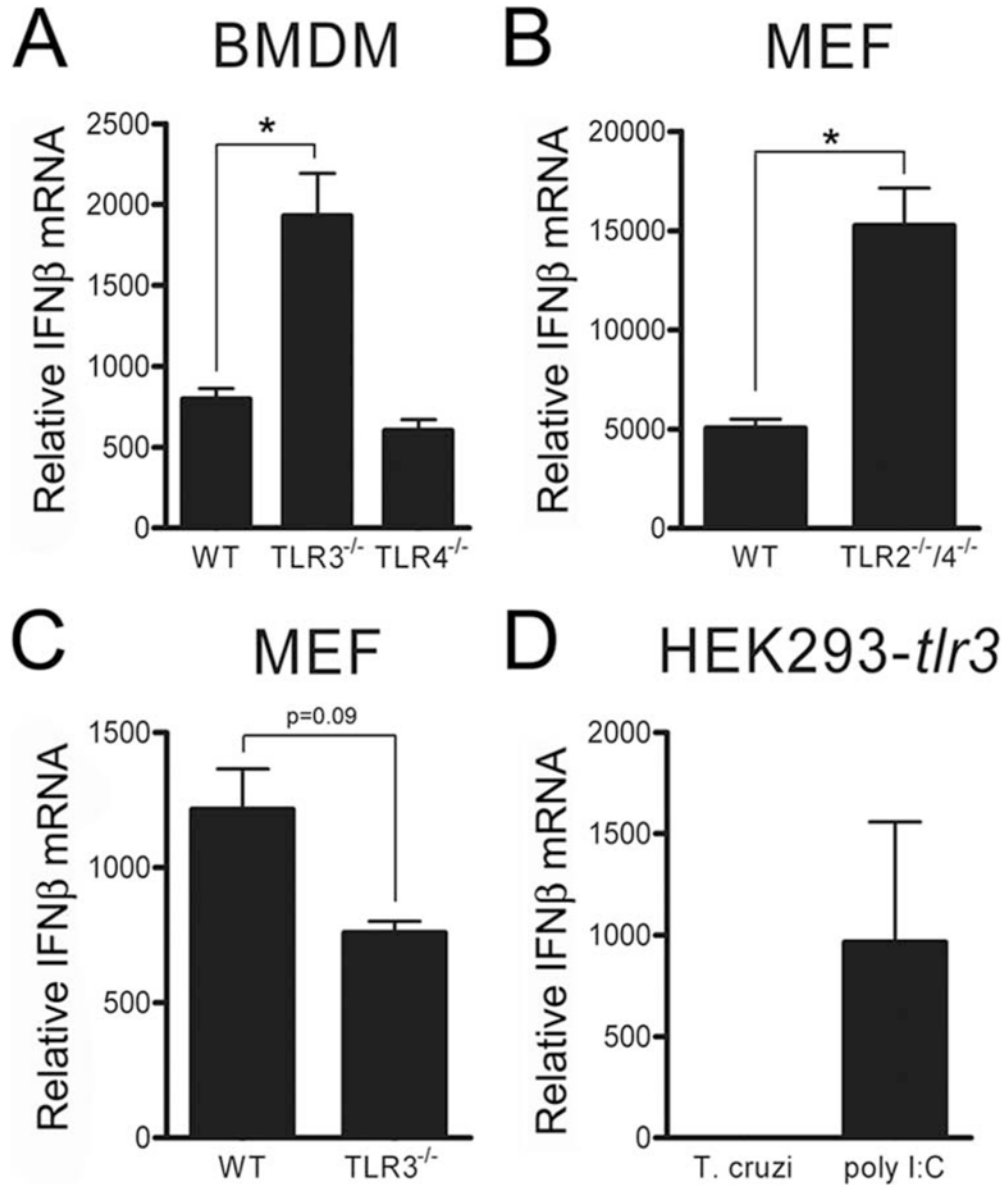 A BMDM
Relative IFNβ mRNA
2500
2000
1500
1000
500
0
*
WT TLR3-/- TLR4-/-
B MEF
Relative IFNβ mRNA
20000
15000
10000
5000
0
*
WT TLR2-/-/4-/-
C MEF
Relative IFNβ mRNA
1500
1000
500
0
p=0.09
WT TLR3-/-
D HEK293-tlr3
Relative IFNβ mRNA
2000
1500
1000
500
0
T. cruzi poly I:C